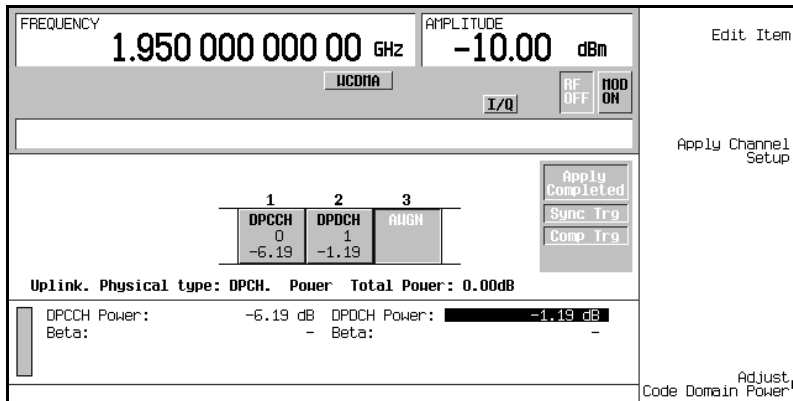 FREQUENCY
1.950 000 000 00 GHz
AMPLITUDE
-10.00 dBm
WCDMA
I/Q
RF OFF
MOD ON
Edit Item
Apply Channel
Setup
1 2 3
DPCCH DPDCH AWGN
0 1
-6.19 -1.19
Apply
Completed
Sync Trg
Comp Trg
Uplink. Physical type: DPCH. Power Total Power: 0.00dB
DPCCH Power: -6.19 dB DPDCH Power: -1.19 dB
Beta: - Beta: -
Adjust
Code Domain Power